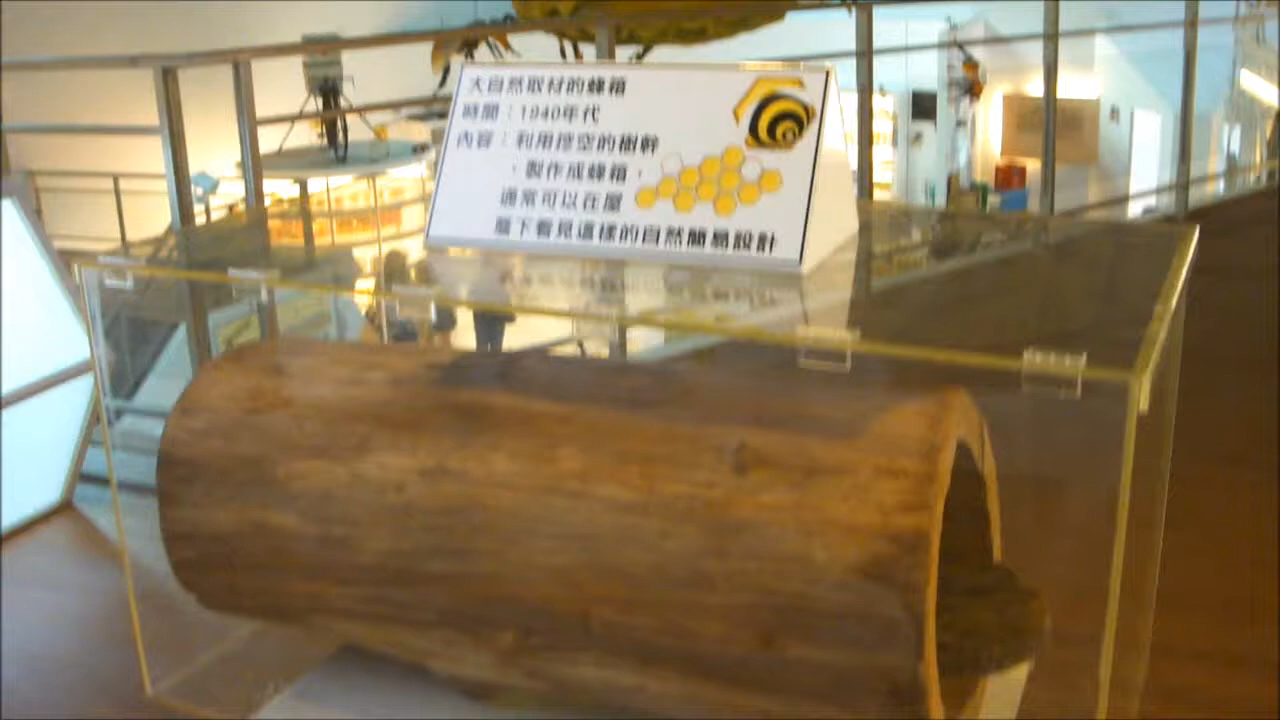 大自然取材的蜂箱
時間：1940年代
內容：利用挖空的樹幹
，製作成蜂箱，
通常可以在屋
簷下看見這樣的自然簡易設計